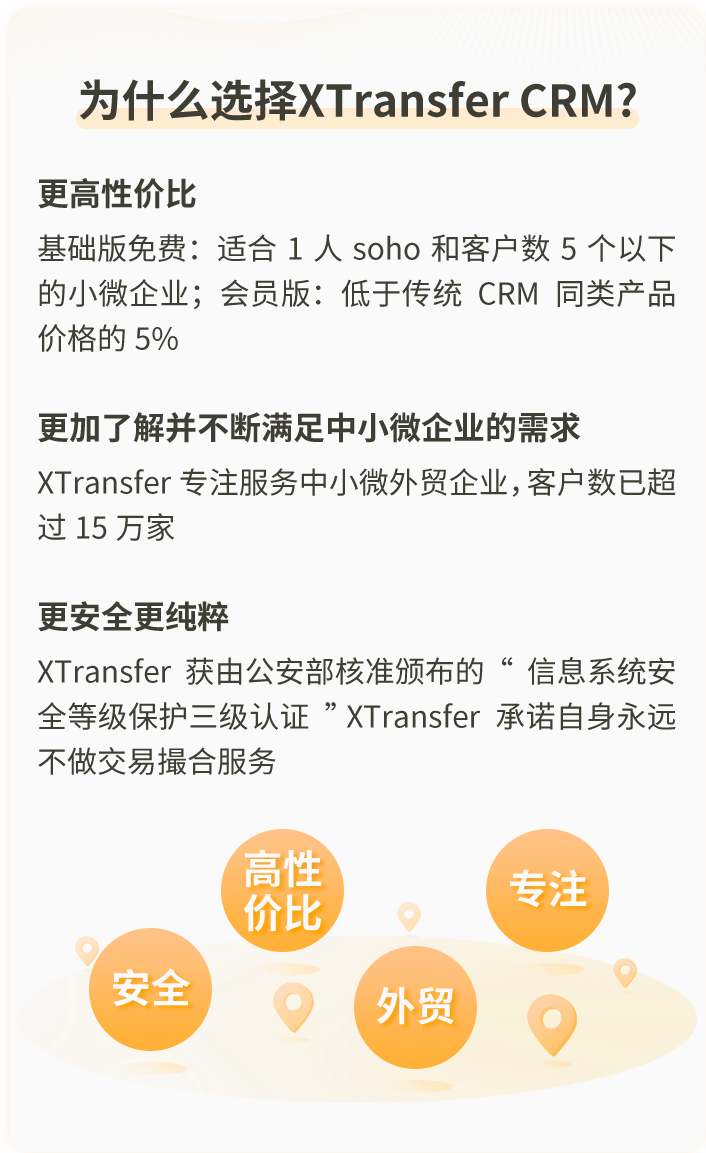 为什么选择XTransfer CRM?
更高性价比
基础版免费：适合 1 人 soho 和客户数 5 个以下
的小微企业；会员版：低于传统 CRM 同类产品
价格的 5%
更加了解并不断满足中小微企业的需求
XTransfer 专注服务中小微外贸企业，客户数已超
过 15 万家
更安全更纯粹
XTransfer 获由公安部核准颁布的 “ 信息系统安
全等级保护三级认证 ” XTransfer 承诺自身永远
不做交易撮合服务
高性
价比
专注
安全
外贸